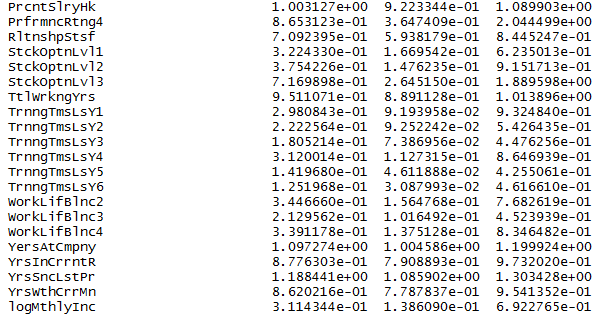 PrcntSlryHk 1.003127e+00 9.223344e-01 1.089903e+00
PrfrmncRtng4 8.653123e-01 3.647409e-01 2.044499e+00
RltnshpStsf 7.092395e-01 5.938179e-01 8.445247e-01
StckOptnLvl1 3.224330e-01 1.669542e-01 6.235013e-01
StckOptnLvl2 3.754226e-01 1.476235e-01 9.151713e-01
StckOptnLvl3 7.169898e-01 2.645150e-01 1.889598e+00
TtlWrkngYrs 9.511071e-01 8.891128e-01 1.013896e+00
TrnngTmsLsY1 2.980843e-01 9.193958e-02 9.324840e-01
TrnngTmsLsY2 2.222564e-01 9.252242e-02 5.426435e-01
TrnngTmsLsY3 1.805214e-01 7.386956e-02 4.476256e-01
TrnngTmsLsY4 3.120014e-01 1.127315e-01 8.646939e-01
TrnngTmsLsY5 1.419680e-01 4.611888e-02 4.255061e-01
TrnngTmsLsY6 1.251968e-01 3.087993e-02 4.616610e-01
WorkLifBlnc2 3.446660e-01 1.564768e-01 7.682619e-01
WorkLifBlnc3 2.129562e-01 1.016492e-01 4.523939e-01
WorkLifBlnc4 3.391178e-01 1.375128e-01 8.346482e-01
YersAtCmpny 1.097274e+00 1.004586e+00 1.199924e+00
YrsInCrrntR 8.776303e-01 7.908893e-01 9.732020e-01
YrsSncLstPr 1.188441e+00 1.085902e+00 1.303428e+00
YrsWthCrrMn 8.620216e-01 7.787837e-01 9.541352e-01
logMthlyInc 3.114344e-01 1.386090e-01 6.922765e-01